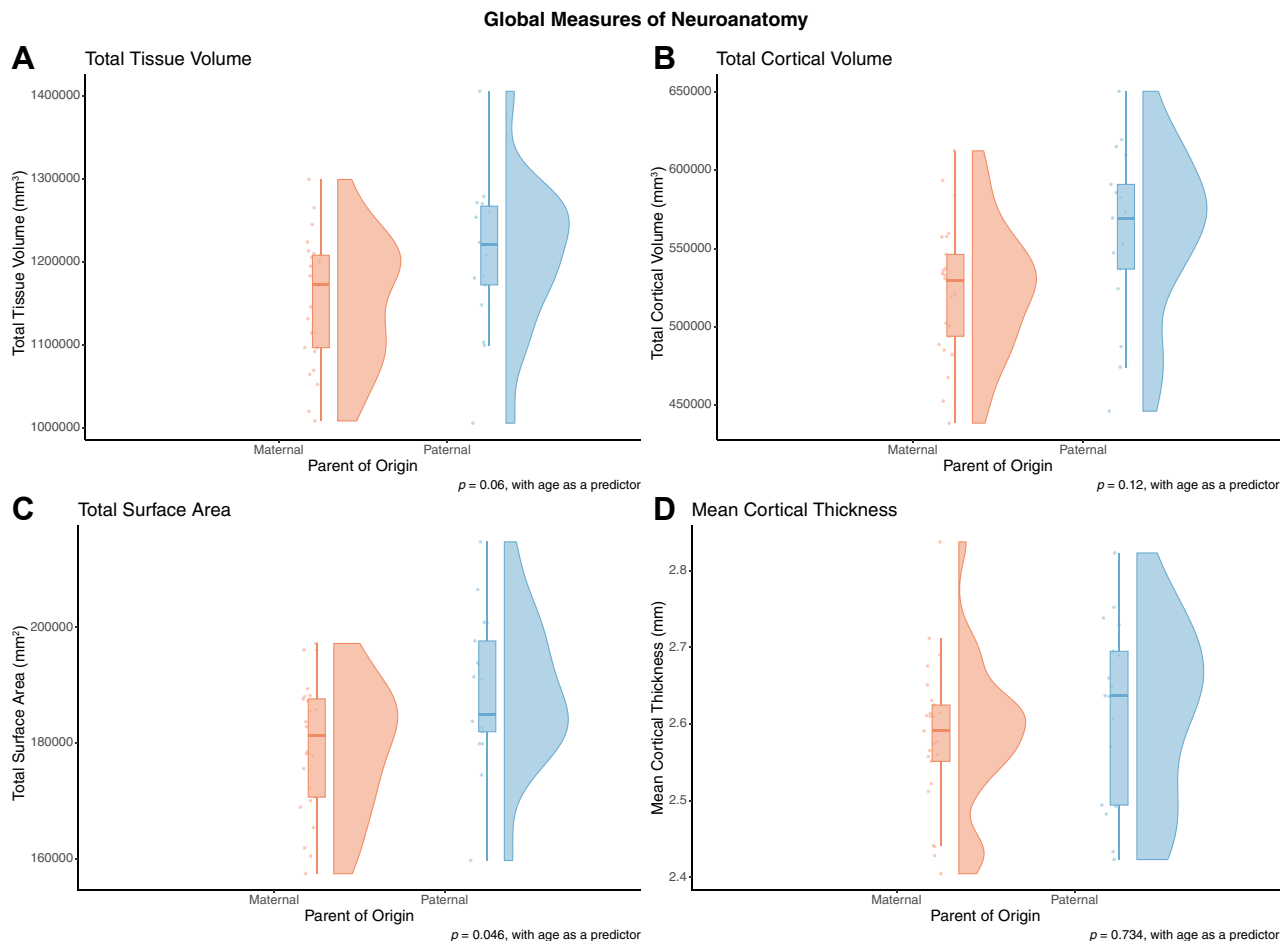 Global Measures of Neuroanatomy
A
Total Tissue Volume
Total Tissue Volume (mm³)
1400000
1300000
1200000
1100000
1000000
Maternal
Paternal
Parent of Origin
p = 0.06, with age as a predictor
B
Total Cortical Volume
Total Cortical Volume (mm³)
650000
600000
550000
500000
450000
Maternal
Paternal
Parent of Origin
p = 0.12, with age as a predictor
C
Total Surface Area
Total Surface Area (mm²)
200000
180000
160000
Maternal
Paternal
Parent of Origin
p = 0.046, with age as a predictor
D
Mean Cortical Thickness
Mean Cortical Thickness (mm)
2.8
2.7
2.6
2.5
2.4
Maternal
Paternal
Parent of Origin
p = 0.734, with age as a predictor